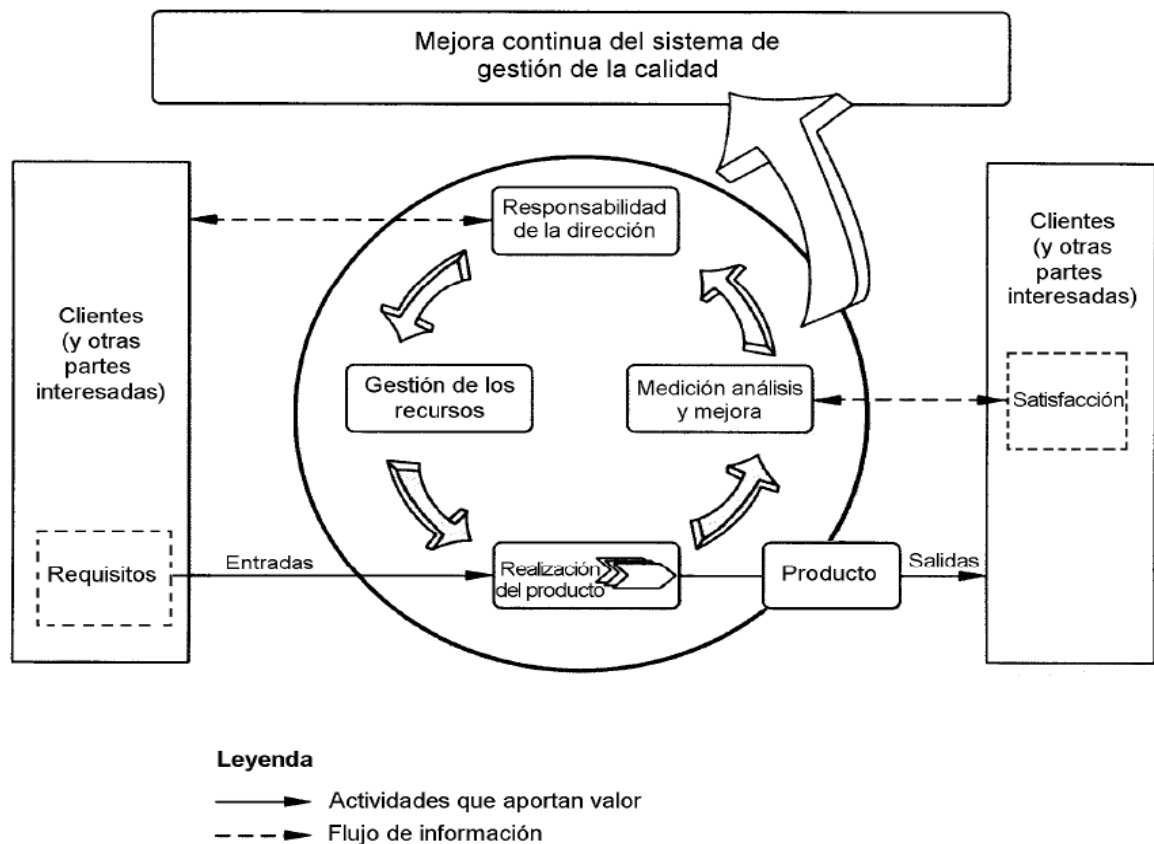 Mejora continua del sistema de
gestión de la calidad
Responsabilidad
de la dirección
Clientes
(y otras
partes
interesadas)
Clientes
(y otras
partes
interesadas)
Gestión de los
recursos
Medición análisis
y mejora
Satisfacción
Requisitos
Entradas
Realización
del producto
Producto
Salidas
Leyenda
Actividades que aportan valor
Flujo de información